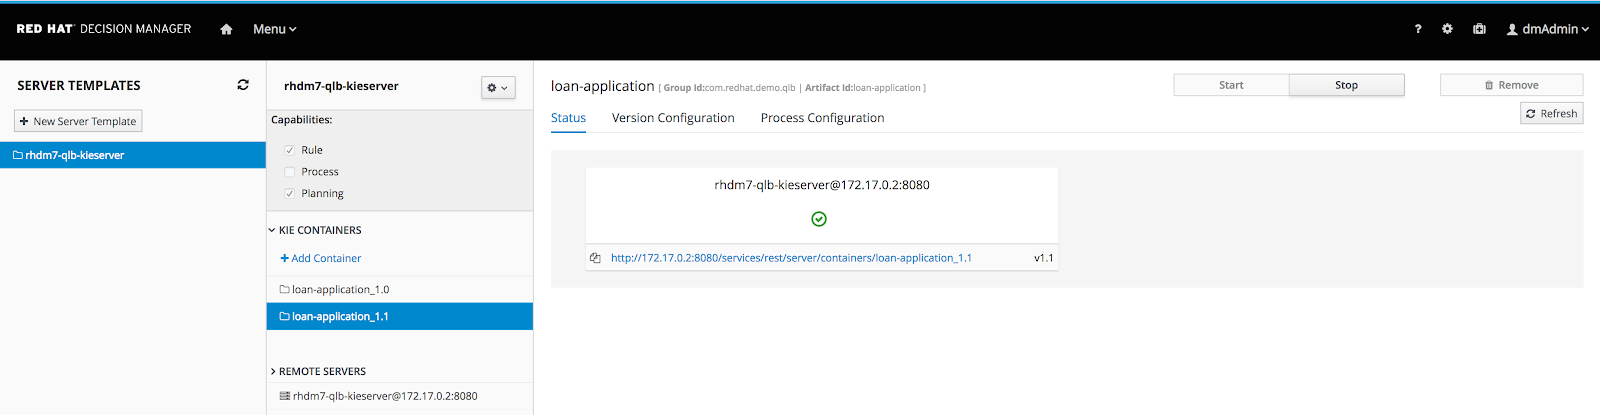 RED HAT DECISION MANAGER Menu ? dmAdmin
SERVER TEMPLATES
+ New Server Template
rhdm7-qlb-kieserver
rhdm7-qlb-kieserver
Capabilities:
Rule
Process
Planning
KIE CONTAINERS
+ Add Container
loan-application_1.0
loan-application_1.1
REMOTE SERVERS
rhdm7-qlb-kieserver@172.17.0.2:8080
loan-application [ Group Id:com.redhat.demo.qlb | Artifact Id:loan-application ]
Start Stop Remove
Refresh
Status Version Configuration Process Configuration
rhdm7-qlb-kieserver@172.17.0.2:8080
http://172.17.0.2:8080/services/rest/server/containers/loan-application_1.1 v1.1